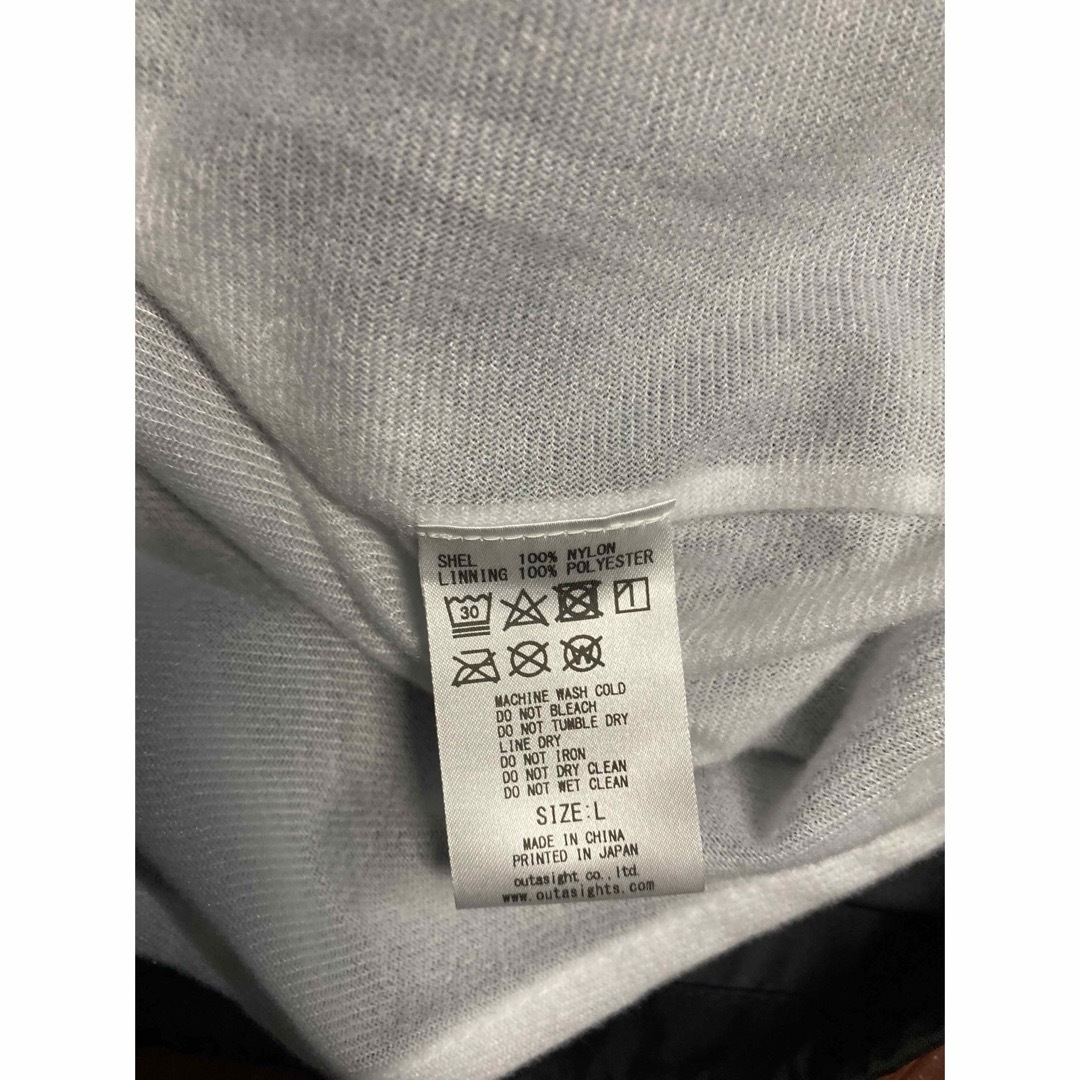 SHEL 100% NYLON
LINNING 100% POLYESTER
30
W
MACHINE WASH COLD
DO NOT BLEACH
DO NOT TUMBLE DRY
LINE DRY
DO NOT IRON
DO NOT DRY CLEAN
DO NOT WET CLEAN
SIZE:L
MADE IN CHINA
PRINTED IN JAPAN
outasight co.,ltd.
www.outasights.com